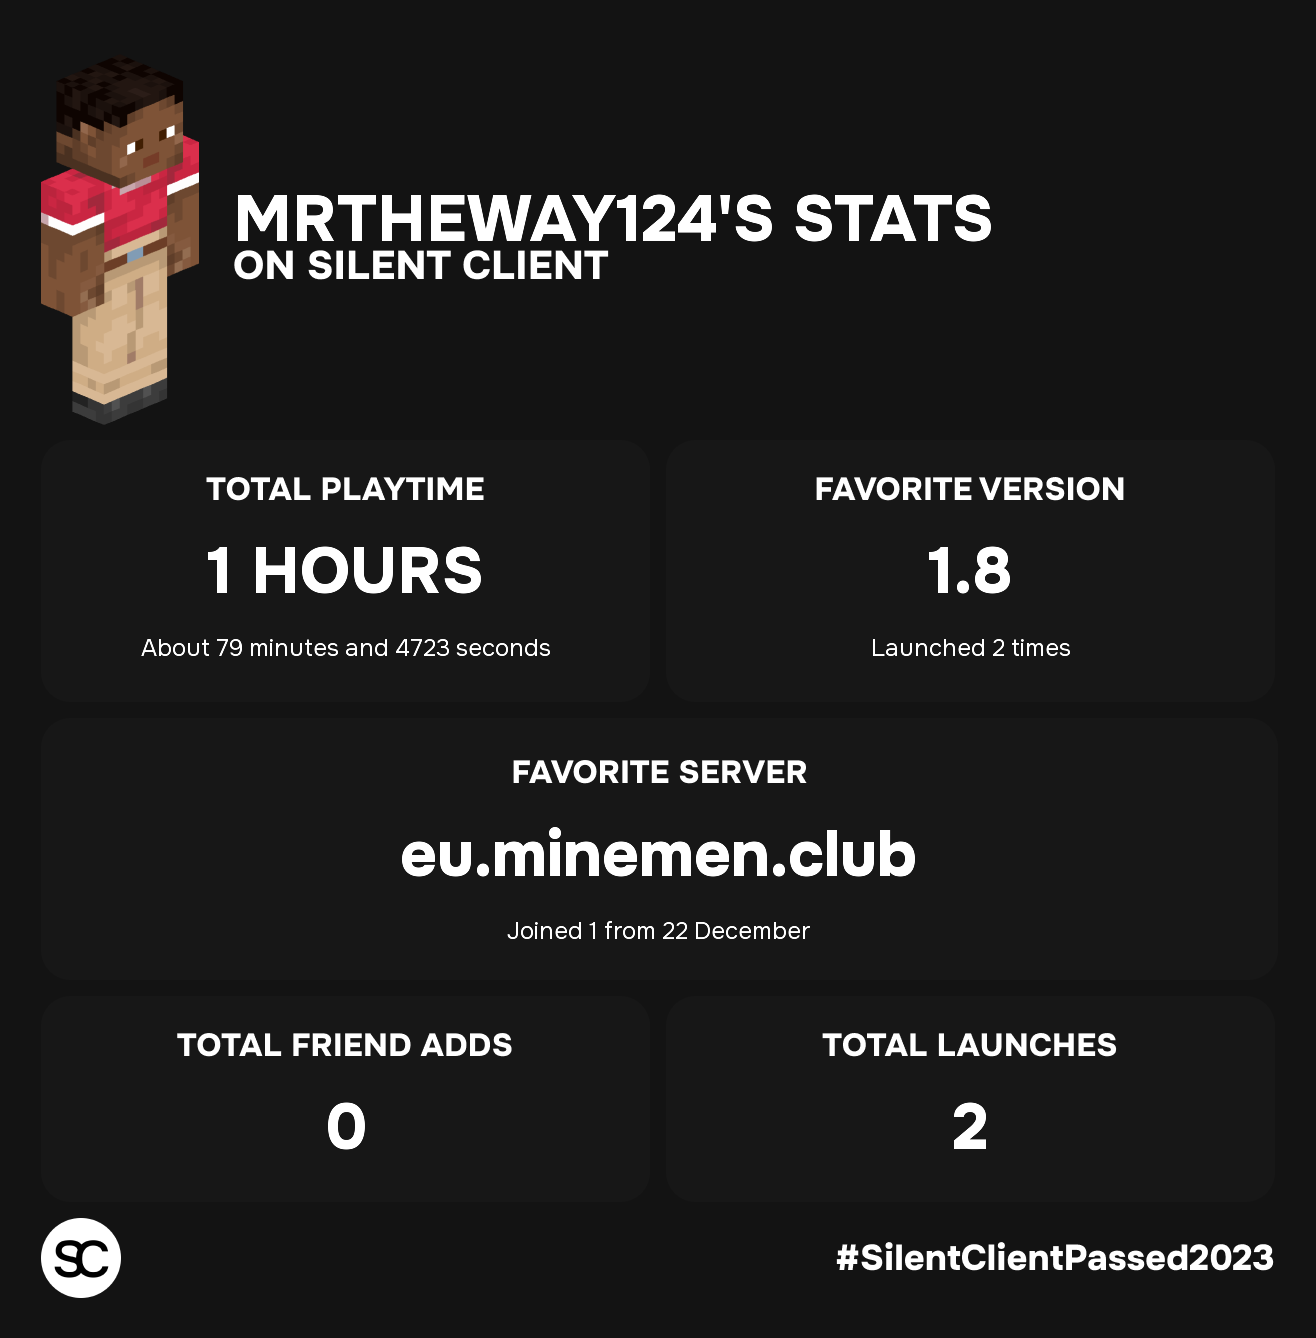 MRTHEWAY124'S STATS
ON SILENT CLIENT
TOTAL PLAYTIME
1 HOURS
About 79 minutes and 4723 seconds
FAVORITE VERSION
1.8
Launched 2 times
FAVORITE SERVER
eu.minemen.club
Joined 1 from 22 December
TOTAL FRIEND ADDS
0
TOTAL LAUNCHES
2
SC
#SilentClientPassed2023